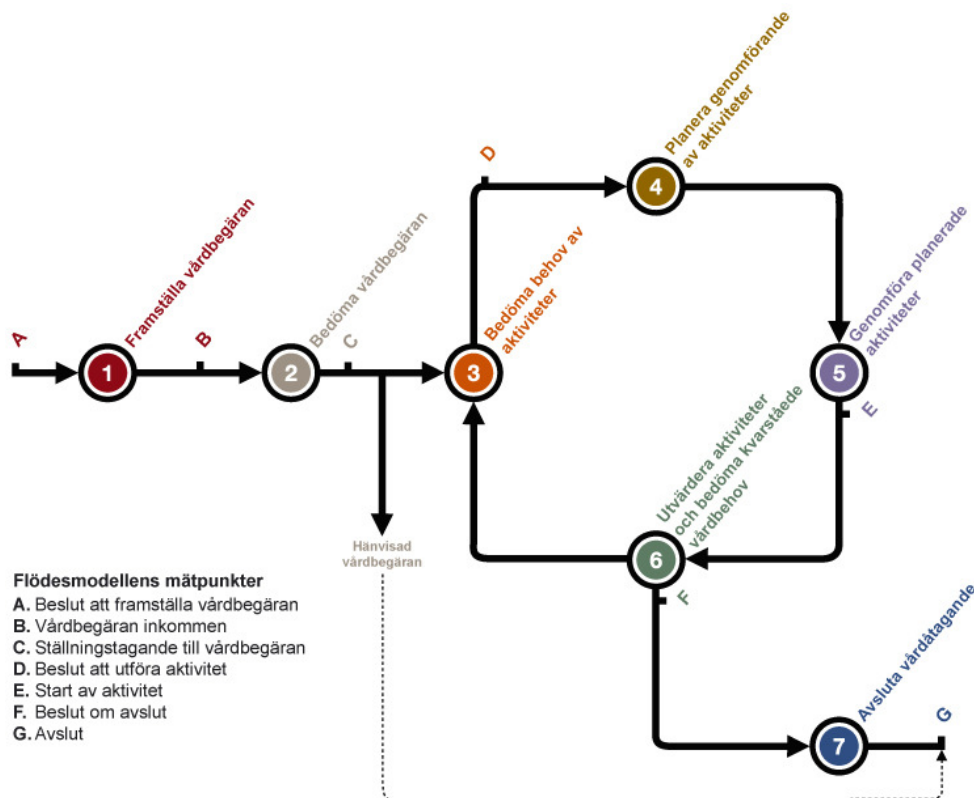 A
1
Framställa vårdbegäran
B
2
Bedöma vårdbegäran
C
3
Bedöma behov av
aktiviteter
D
4
Planera genomförande
av aktiviteter
5
Genomföra planerade
aktiviteter
E
6
Utvärdera aktiviteter
och bedöma kvarståede
vårdbehov
F
7
Avsluta vårdåtagande
G
Hänvisad
vårdbegäran
Flödesmodellens mätpunkter
A. Beslut att framställa vårdbegäran
B. Vårdbegäran inkommen
C. Ställningstagande till vårdbegäran
D. Beslut att utföra aktivitet
E. Start av aktivitet
F. Beslut om avslut
G. Avslut